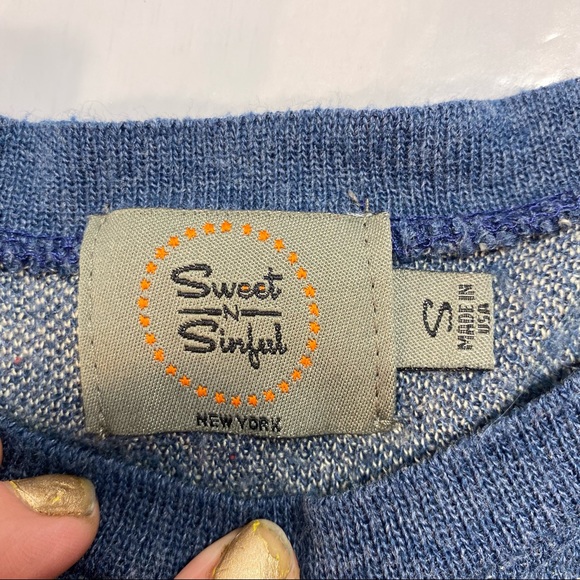 Sweet
N
Sinful
NEW YORK
S
MADE IN
USA